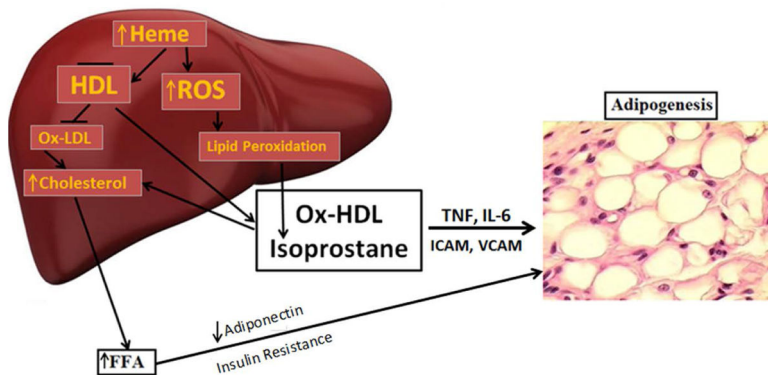 ↑Heme
HDL
↑ROS
Adipogenesis
Ox-LDL
Lipid Peroxidation
↑Cholesterol
Ox-HDL
Isoprostane
TNF, IL-6
ICAM, VCAM
↓Adiponectin
Insulin Resistance
↑FFA